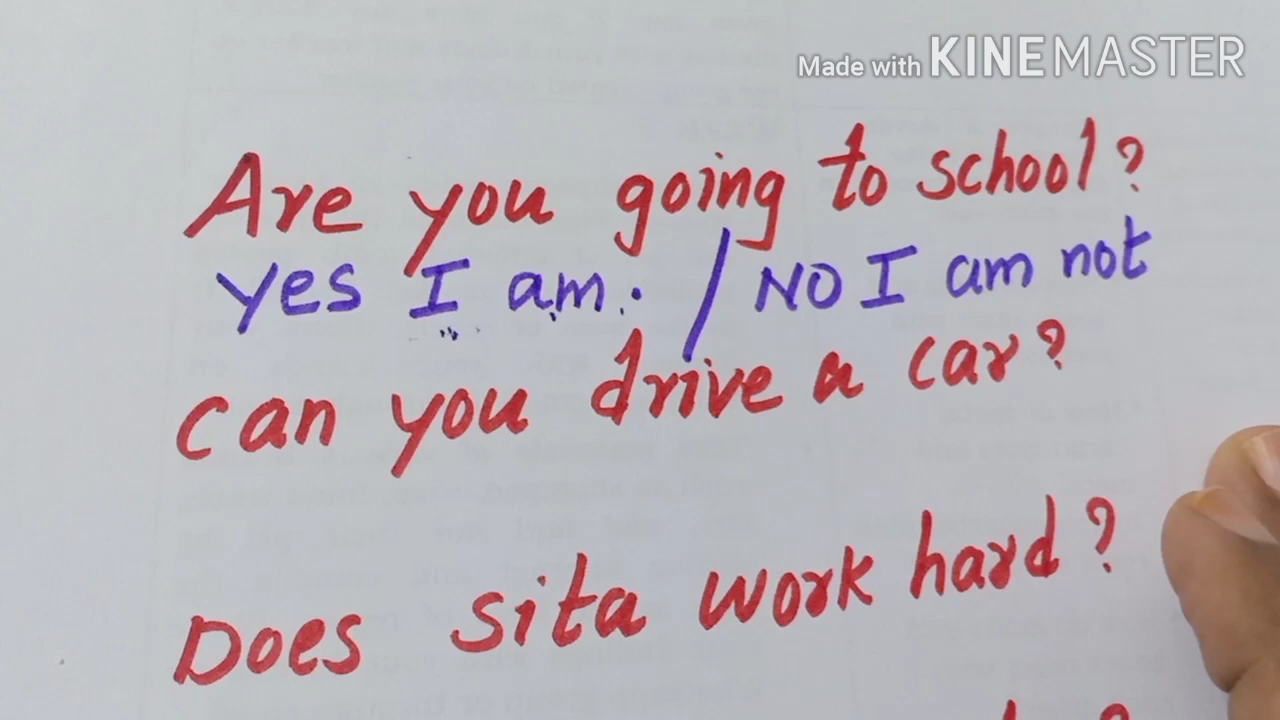 Made with KINEMASTER
Are you going to school?
Yes I am. / NO I am not
Can you drive a car?
Does sita work hard?